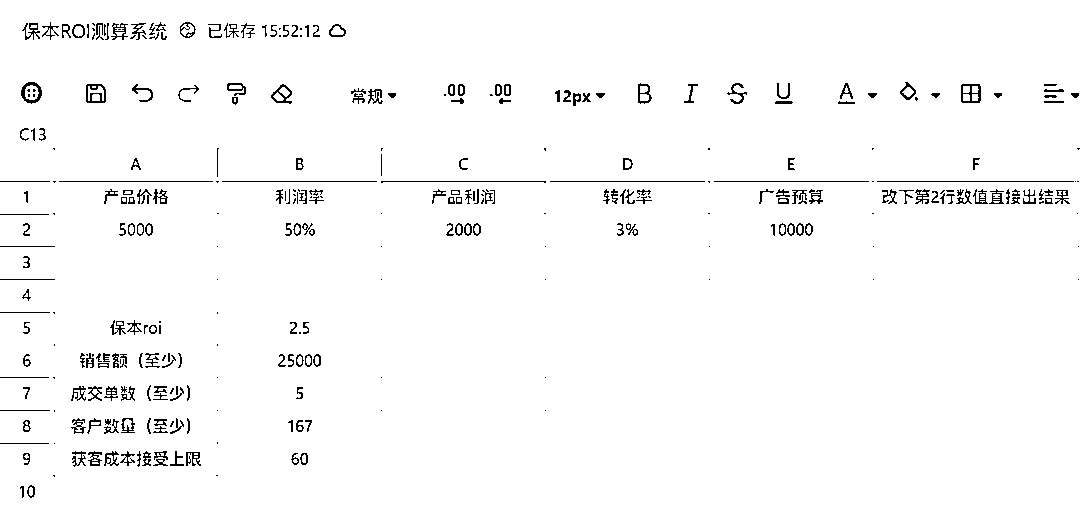 保本ROI测算系统 已保存 15:52:12
常规 .00 .00 12px B I S U A
C13
A B C D E F
1 产品价格 利润率 产品利润 转化率 广告预算 改下第2行数值直接出结果
2 5000 50% 2000 3% 10000
3
4
5 保本roi 2.5
6 销售额（至少） 25000
7 成交单数（至少） 5
8 客户数量（至少） 167
9 获客成本接受上限 60
10